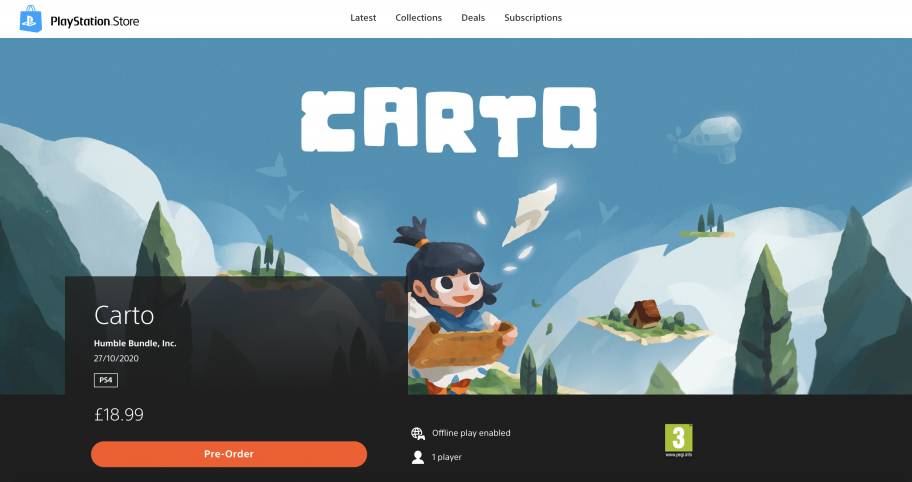 PlayStation Store
Latest Collections Deals Subscriptions
CARTO
Carto
Humble Bundle, Inc.
27/10/2020
PS4
£18.99
Pre-Order
Offline play enabled
1 player
3
www.pegi.info